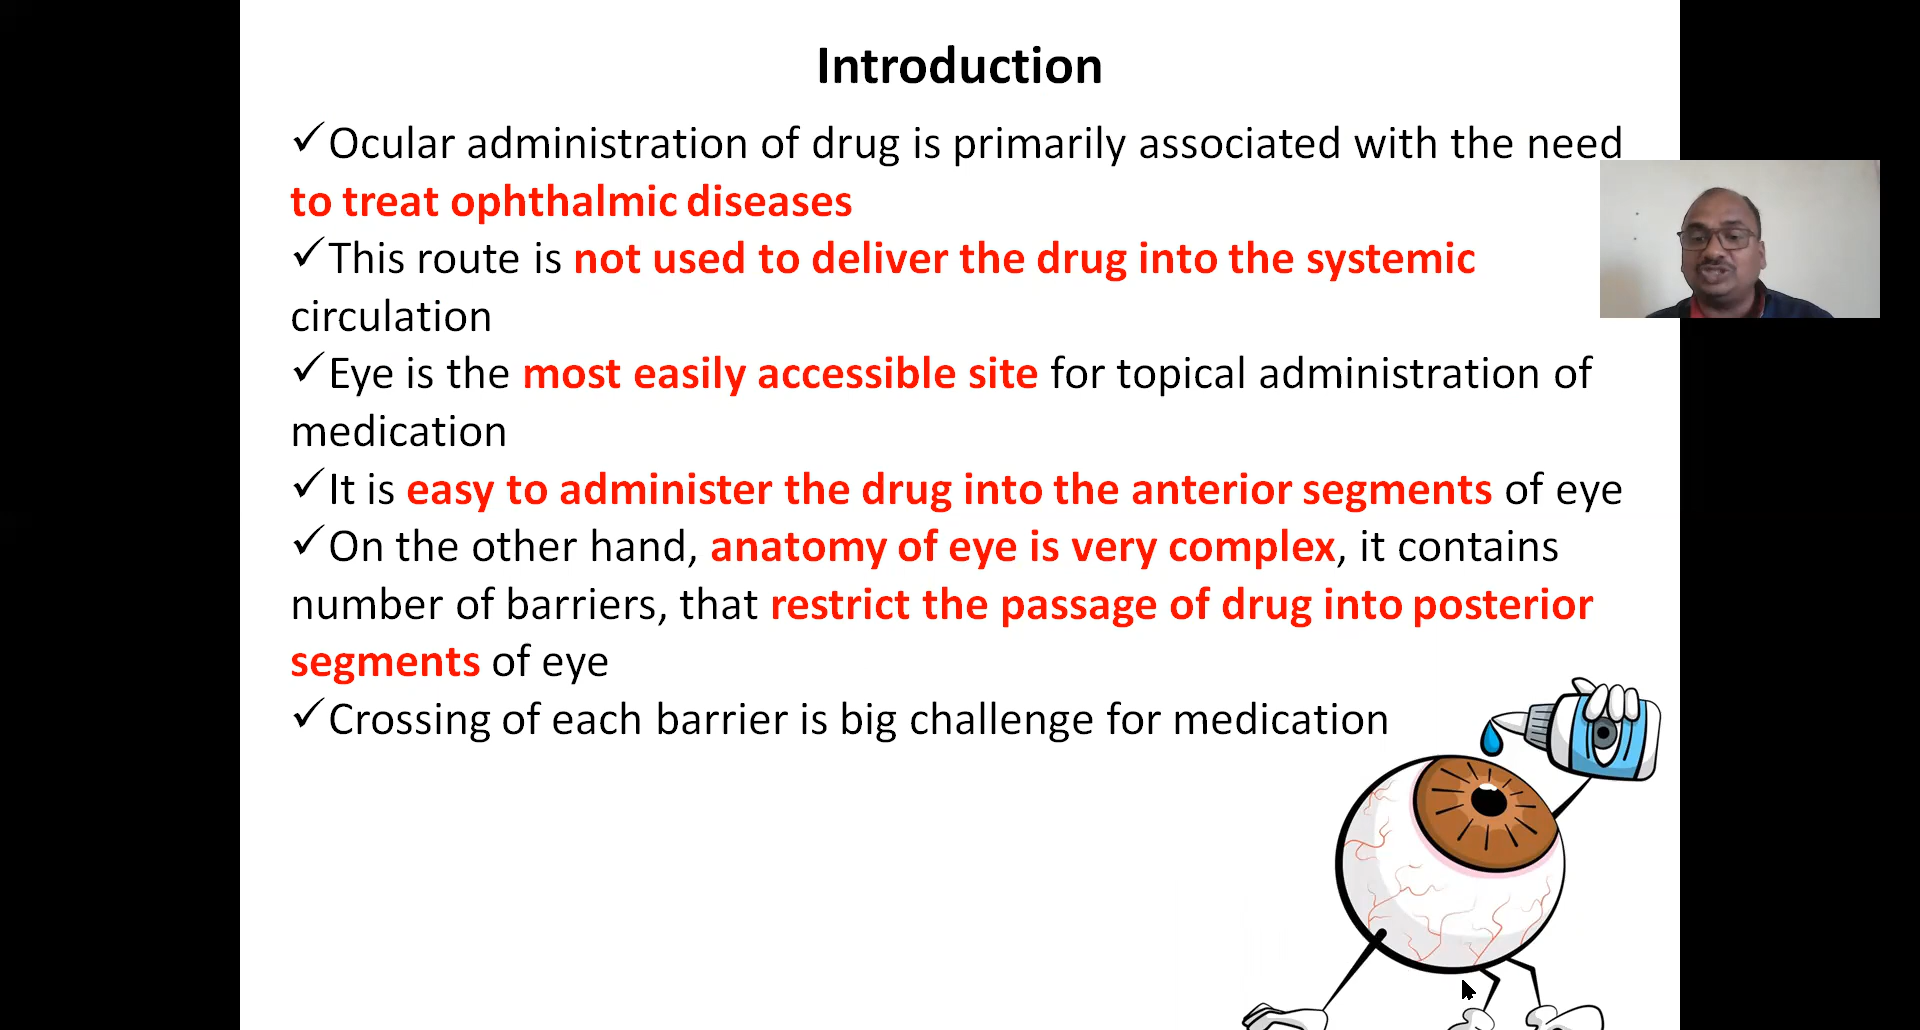 Introduction
✓Ocular administration of drug is primarily associated with the need
to treat ophthalmic diseases
✓This route is not used to deliver the drug into the systemic
circulation
✓Eye is the most easily accessible site for topical administration of
medication
✓It is easy to administer the drug into the anterior segments of eye
✓On the other hand, anatomy of eye is very complex, it contains
number of barriers, that restrict the passage of drug into posterior
segments of eye
✓Crossing of each barrier is big challenge for medication